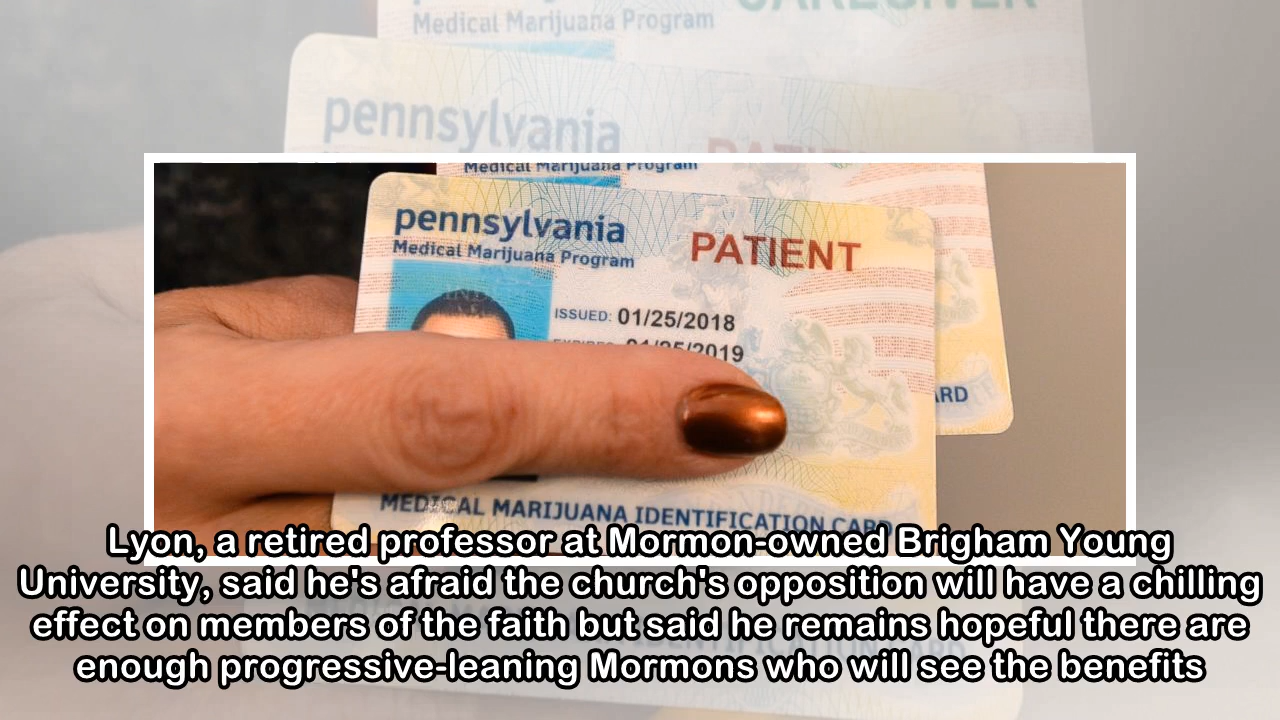 Medical Marijuana Program
CAREGIVER
pennsylvania
Medical Marijuana Program
pennsylvania
PATIENT
Medical Marijuana Program
ISSUED: 01/25/2018
2019
ARD
MEDICAL MARIJUANA IDENTIFICATION CARD
Lyon, a retired professor at Mormon-owned Brigham Young
University, said he's afraid the church's opposition will have a chilling
effect on members of the faith but said he remains hopeful there are
enough progressive-leaning Mormons who will see the benefits